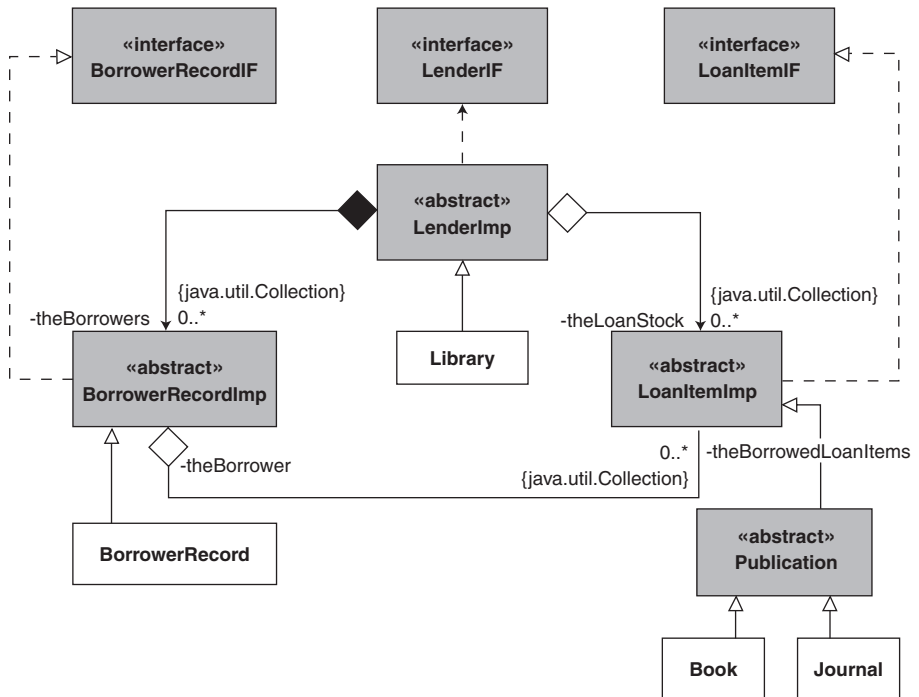 «interface»
BorrowerRecordIF
«interface»
LenderIF
«interface»
LoanItemIF
«abstract»
LenderImp
{java.util.Collection}
-theBorrowers
0..*
{java.util.Collection}
-theLoanStock
0..*
«abstract»
BorrowerRecordImp
Library
«abstract»
LoanItemImp
-theBorrower
0..*
-theBorrowedLoanItems
{java.util.Collection}
BorrowerRecord
«abstract»
Publication
Book
Journal